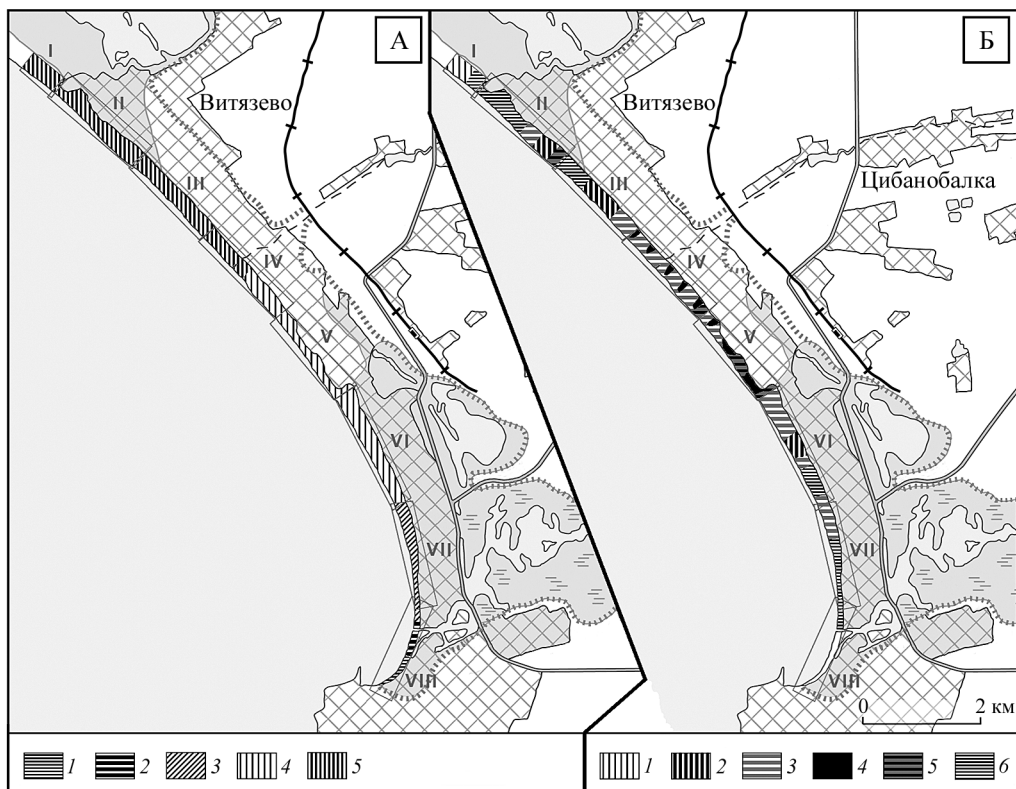 А
Б
I
II
Витязево
III
IV
V
VI
VII
VIII
I
II
Витязево
Цибанобалка
III
IV
V
VI
VII
VIII
0 2 км
1 2 3 4 5
1 2 3 4 5 6